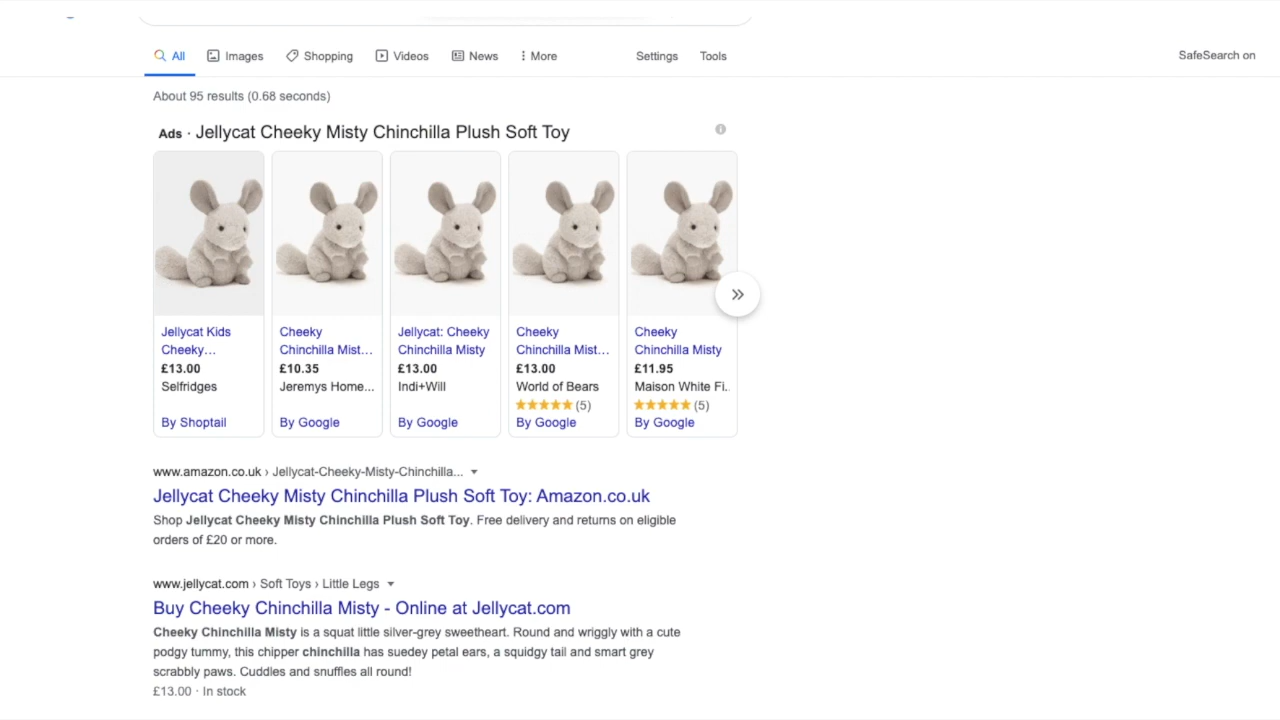 All Images Shopping Videos News More Settings Tools SafeSearch on
About 95 results (0.68 seconds)
Ads · Jellycat Cheeky Misty Chinchilla Plush Soft Toy
Jellycat Kids
Cheeky...
£13.00
Selfridges
By Shoptail
Cheeky
Chinchilla Mist...
£10.35
Jeremys Home...
By Google
Jellycat: Cheeky
Chinchilla Misty
£13.00
Indi+Will
By Google
Cheeky
Chinchilla Mist...
£13.00
World of Bears
★★★★★ (5)
By Google
Cheeky
Chinchilla Misty
£11.95
Maison White Fi..
★★★★★ (5)
By Google
www.amazon.co.uk › Jellycat-Cheeky-Misty-Chinchilla...
Jellycat Cheeky Misty Chinchilla Plush Soft Toy: Amazon.co.uk
Shop Jellycat Cheeky Misty Chinchilla Plush Soft Toy. Free delivery and returns on eligible
orders of £20 or more.
www.jellycat.com › Soft Toys › Little Legs
Buy Cheeky Chinchilla Misty - Online at Jellycat.com
Cheeky Chinchilla Misty is a squat little silver-grey sweetheart. Round and wriggly with a cute
podgy tummy, this chipper chinchilla has suedey petal ears, a squidgy tail and smart grey
scrabbly paws. Cuddles and snuffles all round!
£13.00 · In stock